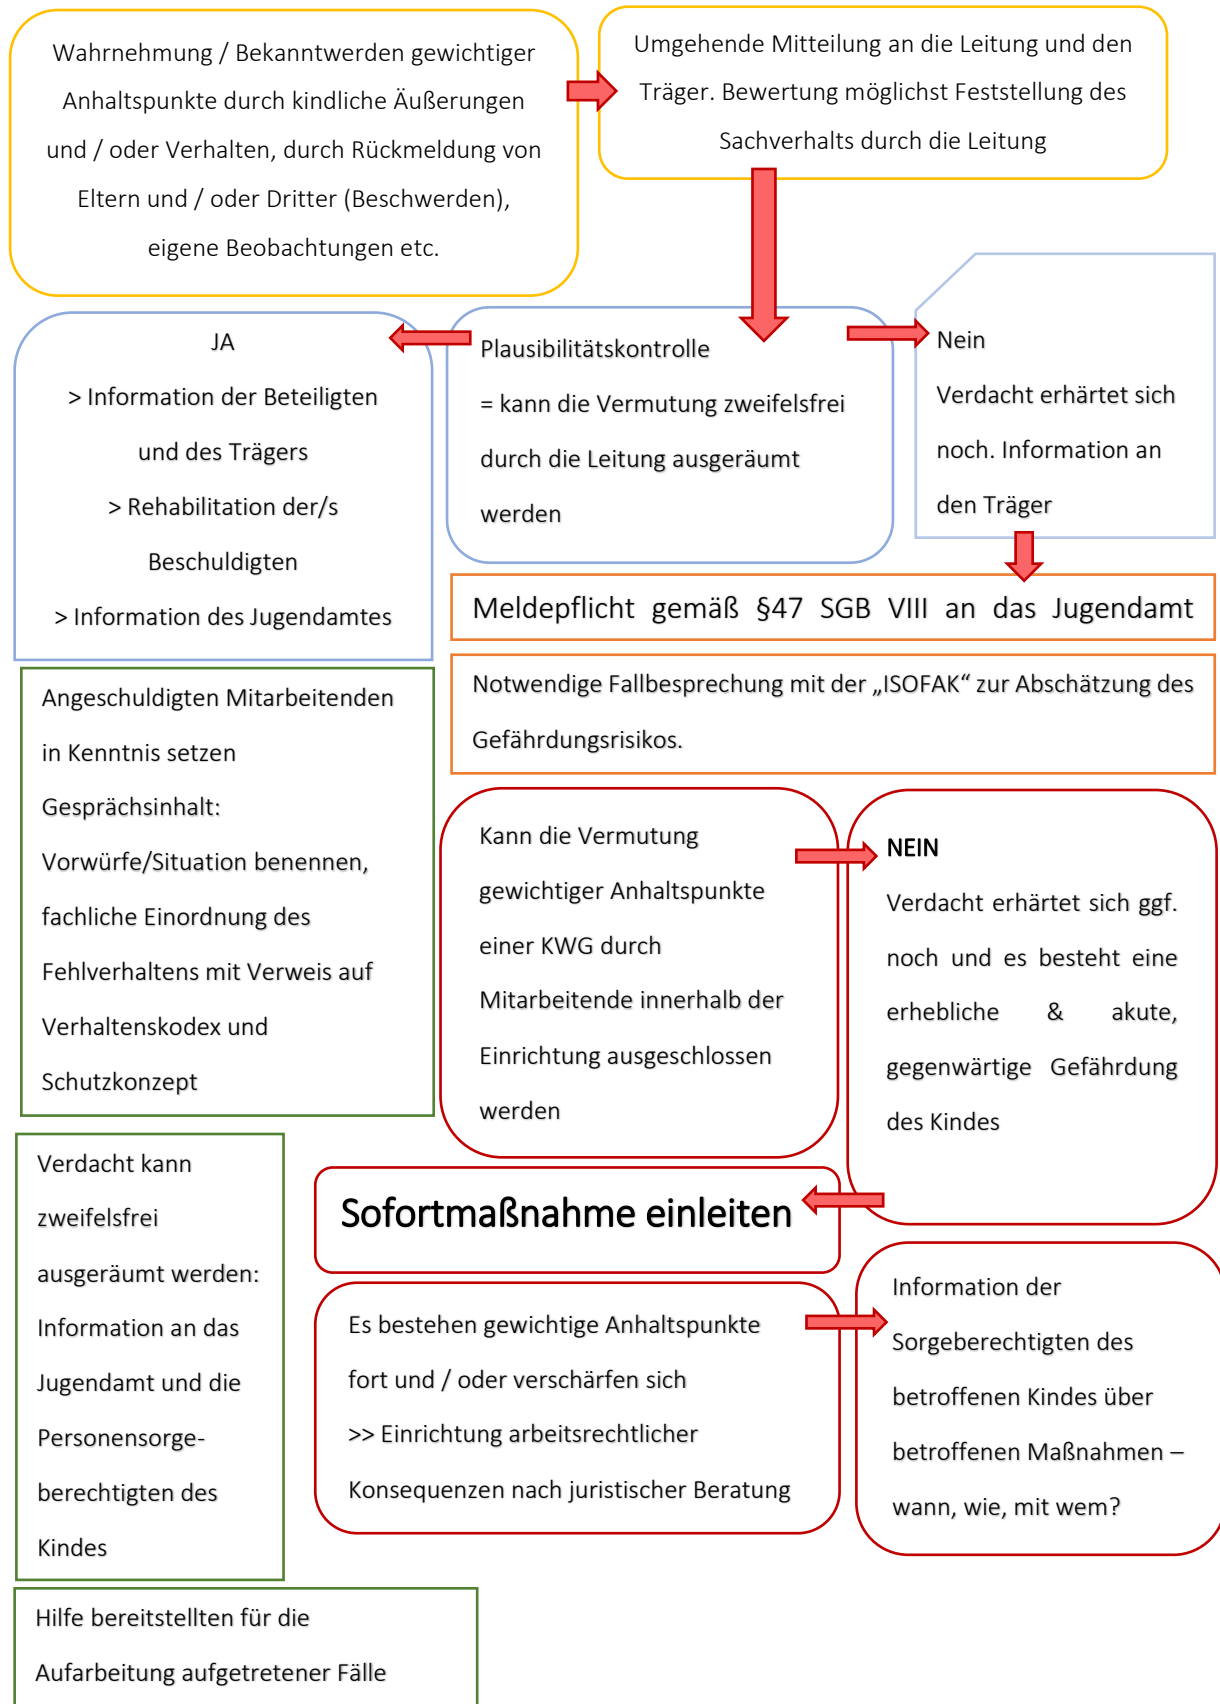 Wahrnehmung / Bekanntwerden gewichtiger
Anhaltspunkte durch kindliche Äußerungen
und / oder Verhalten, durch Rückmeldung von
Eltern und / oder Dritter (Beschwerden),
eigene Beobachtungen etc.
Umgehende Mitteilung an die Leitung und den
Träger. Bewertung möglichst Feststellung des
Sachverhalts durch die Leitung
JA
> Information der Beteiligten
und des Trägers
> Rehabilitation der/s
Beschuldigten
> Information des Jugendamtes
Plausibilitätskontrolle
= kann die Vermutung zweifelsfrei
durch die Leitung ausgeräumt
werden
Nein
Verdacht erhärtet sich
noch. Information an
den Träger
Meldepflicht gemäß §47 SGB VIII an das Jugendamt
Notwendige Fallbesprechung mit der „ISOFAK“ zur Abschätzung des
Gefährdungsrisikos.
Angeschuldigten Mitarbeitenden
in Kenntnis setzen
Gesprächsinhalt:
Vorwürfe/Situation benennen,
fachliche Einordnung des
Fehlverhaltens mit Verweis auf
Verhaltenskodex und
Schutzkonzept
Kann die Vermutung
gewichtiger Anhaltspunkte
einer KWG durch
Mitarbeitende innerhalb der
Einrichtung ausgeschlossen
werden
NEIN
Verdacht erhärtet sich ggf.
noch und es besteht eine
erhebliche & akute,
gegenwärtige Gefährdung
des Kindes
Verdacht kann
zweifelsfrei
ausgeräumt werden:
Information an das
Jugendamt und die
Personensorge-
berechtigten des
Kindes
Sofortmaßnahme einleiten
Es bestehen gewichtige Anhaltspunkte
fort und / oder verschärfen sich
>> Einrichtung arbeitsrechtlicher
Konsequenzen nach juristischer Beratung
Information der
Sorgeberechtigten des
betroffenen Kindes über
betroffenen Maßnahmen –
wann, wie, mit wem?
Hilfe bereitstellten für die
Aufarbeitung aufgetretener Fälle